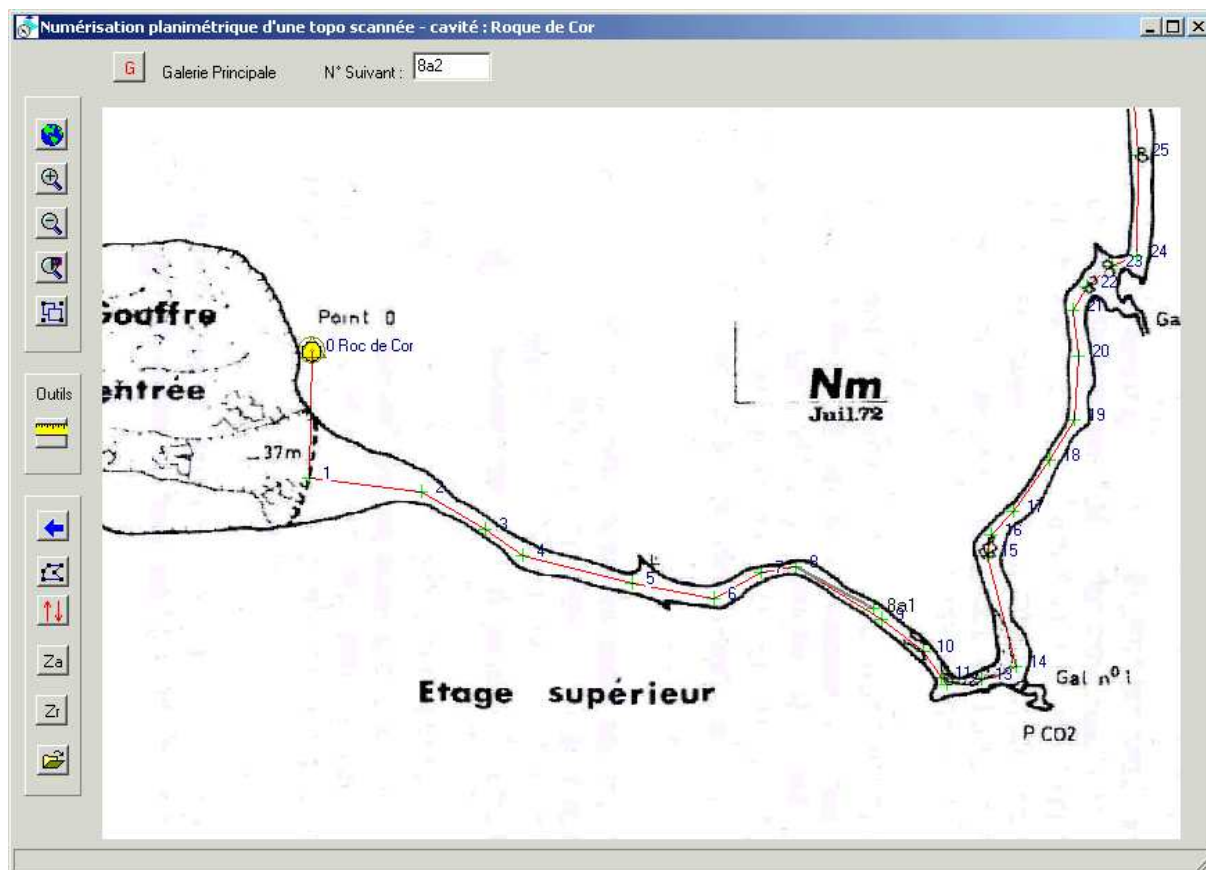 Numérisation planimétrique d'une topo scannée - cavité : Roque de Cor
G Galerie Principale N° Suivant : 8a2
Outils
Za
Zr
25
24
23
22
21
Ga
20
19
18
17
16
15
14
13
Gouffre
Point 0
0 Roc de Cor
entrée
Nm
Juil.72
_37m
1
2
3
4
5
6
7
8
8a1
9
10
11
Gal n° 1
Etage supérieur
P CO2